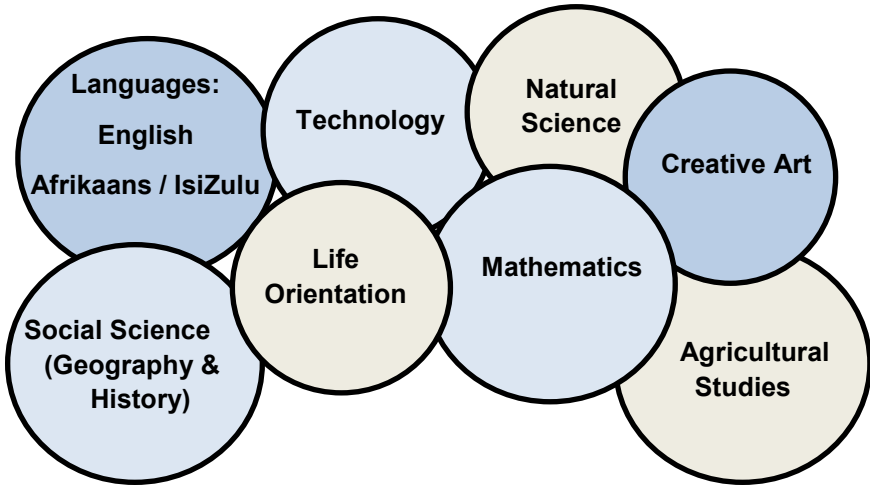 Languages:
English
Afrikaans / IsiZulu
Technology
Natural
Science
Creative Art
Life
Orientation
Mathematics
Social Science
(Geography &
History)
Agricultural
Studies